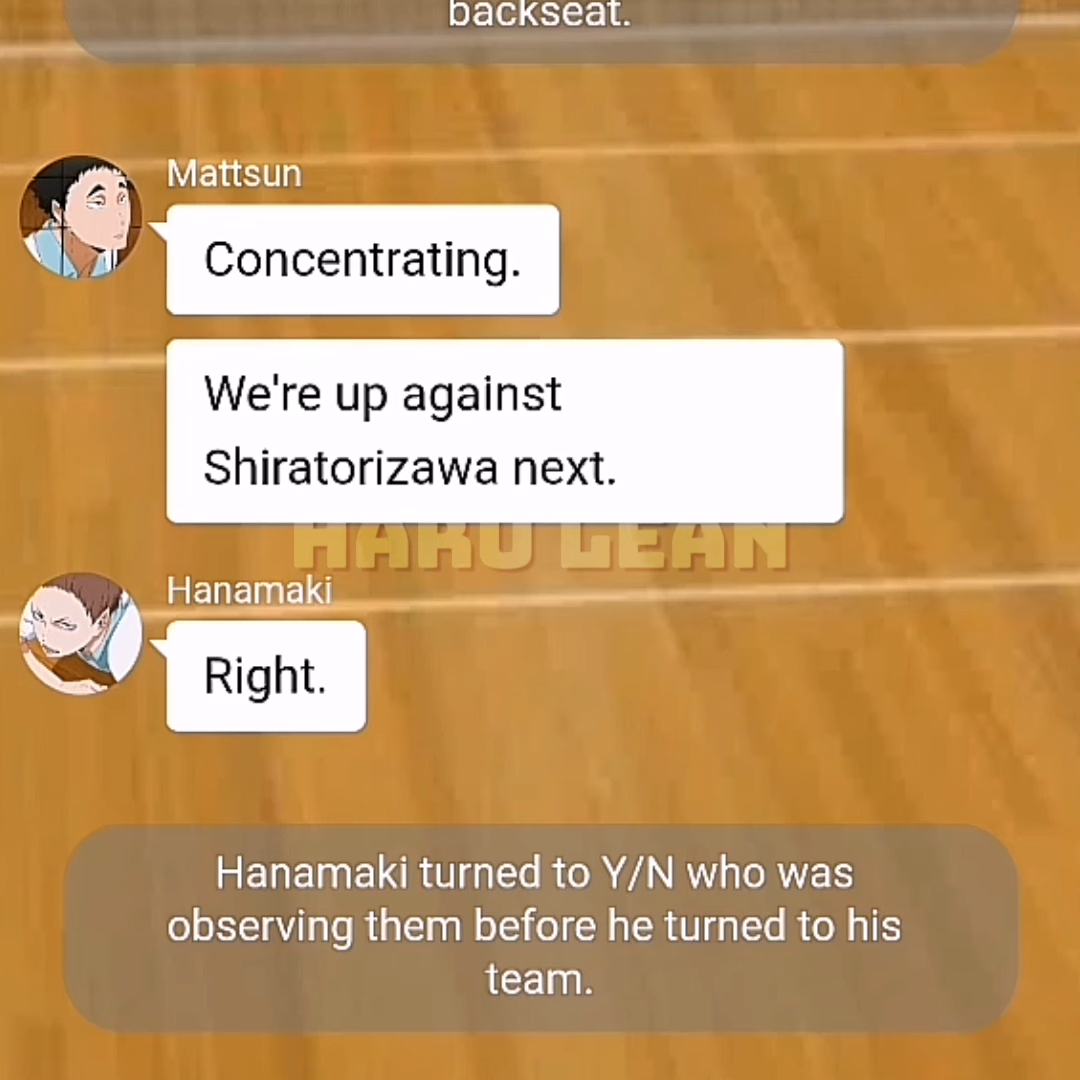 backseat.
Mattsun
Concentrating.
We're up against
Shiratorizawa next.
HARU LEAN
Hanamaki
Right.
Hanamaki turned to Y/N who was
observing them before he turned to his
team.